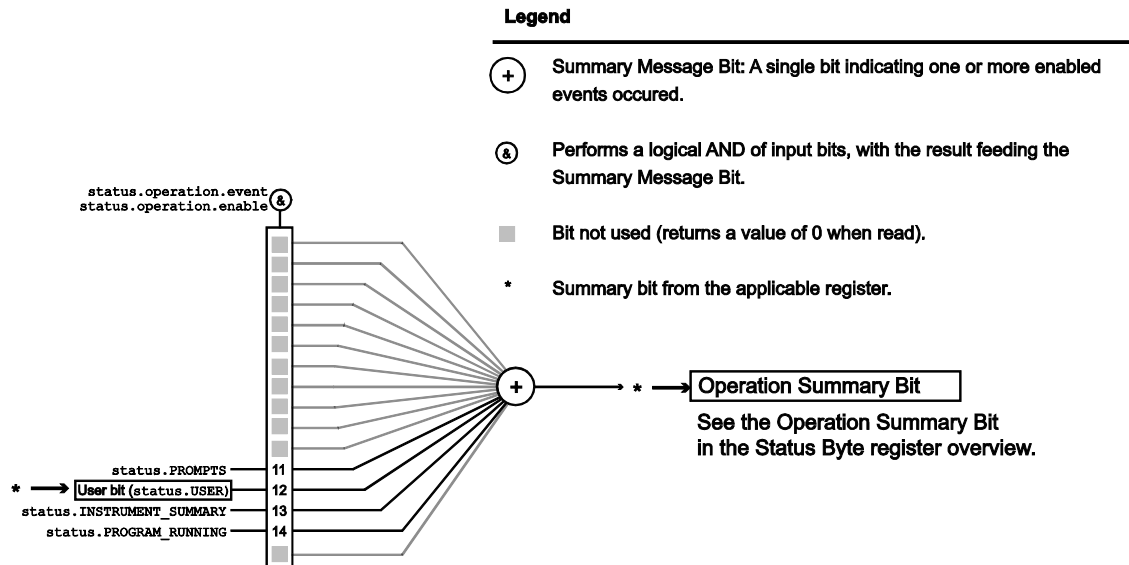 Legend
+ Summary Message Bit: A single bit indicating one or more enabled
events occured.
& Performs a logical AND of input bits, with the result feeding the
Summary Message Bit.
Bit not used (returns a value of 0 when read).
* Summary bit from the applicable register.
status.operation.event
status.operation.enable &
+ * Operation Summary Bit
See the Operation Summary Bit
in the Status Byte register overview.
status.PROMPTS 11
* User bit (status.USER) 12
status.INSTRUMENT_SUMMARY 13
status.PROGRAM_RUNNING 14